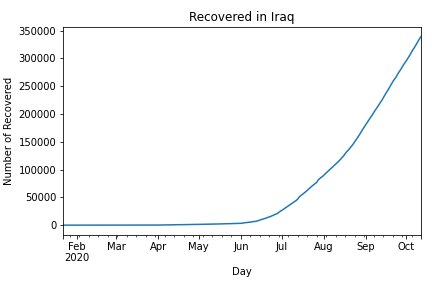 Recovered in Iraq
350000
300000
250000
200000
150000
100000
50000
0
Number of Recovered
Feb Mar Apr May Jun Jul Aug Sep Oct
2020
Day